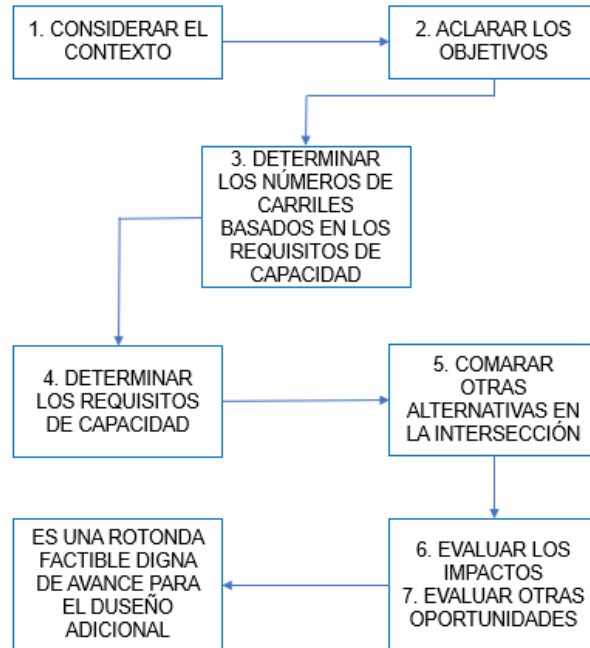 1. CONSIDERAR EL
CONTEXTO
2. ACLARAR LOS
OBJETIVOS
3. DETERMINAR
LOS NÚMEROS DE
CARRILES
BASADOS EN LOS
REQUISITOS DE
CAPACIDAD
4. DETERMINAR
LOS REQUISITOS
DE CAPACIDAD
5. COMARAR
OTRAS
ALTERNATIVAS EN
LA INTERSECCIÓN
6. EVALUAR LOS
IMPACTOS
7. EVALUAR OTRAS
OPORTUNIDADES
ES UNA ROTONDA
FACTIBLE DIGNA
DE AVANCE PARA
EL DUSEÑO
ADICIONAL